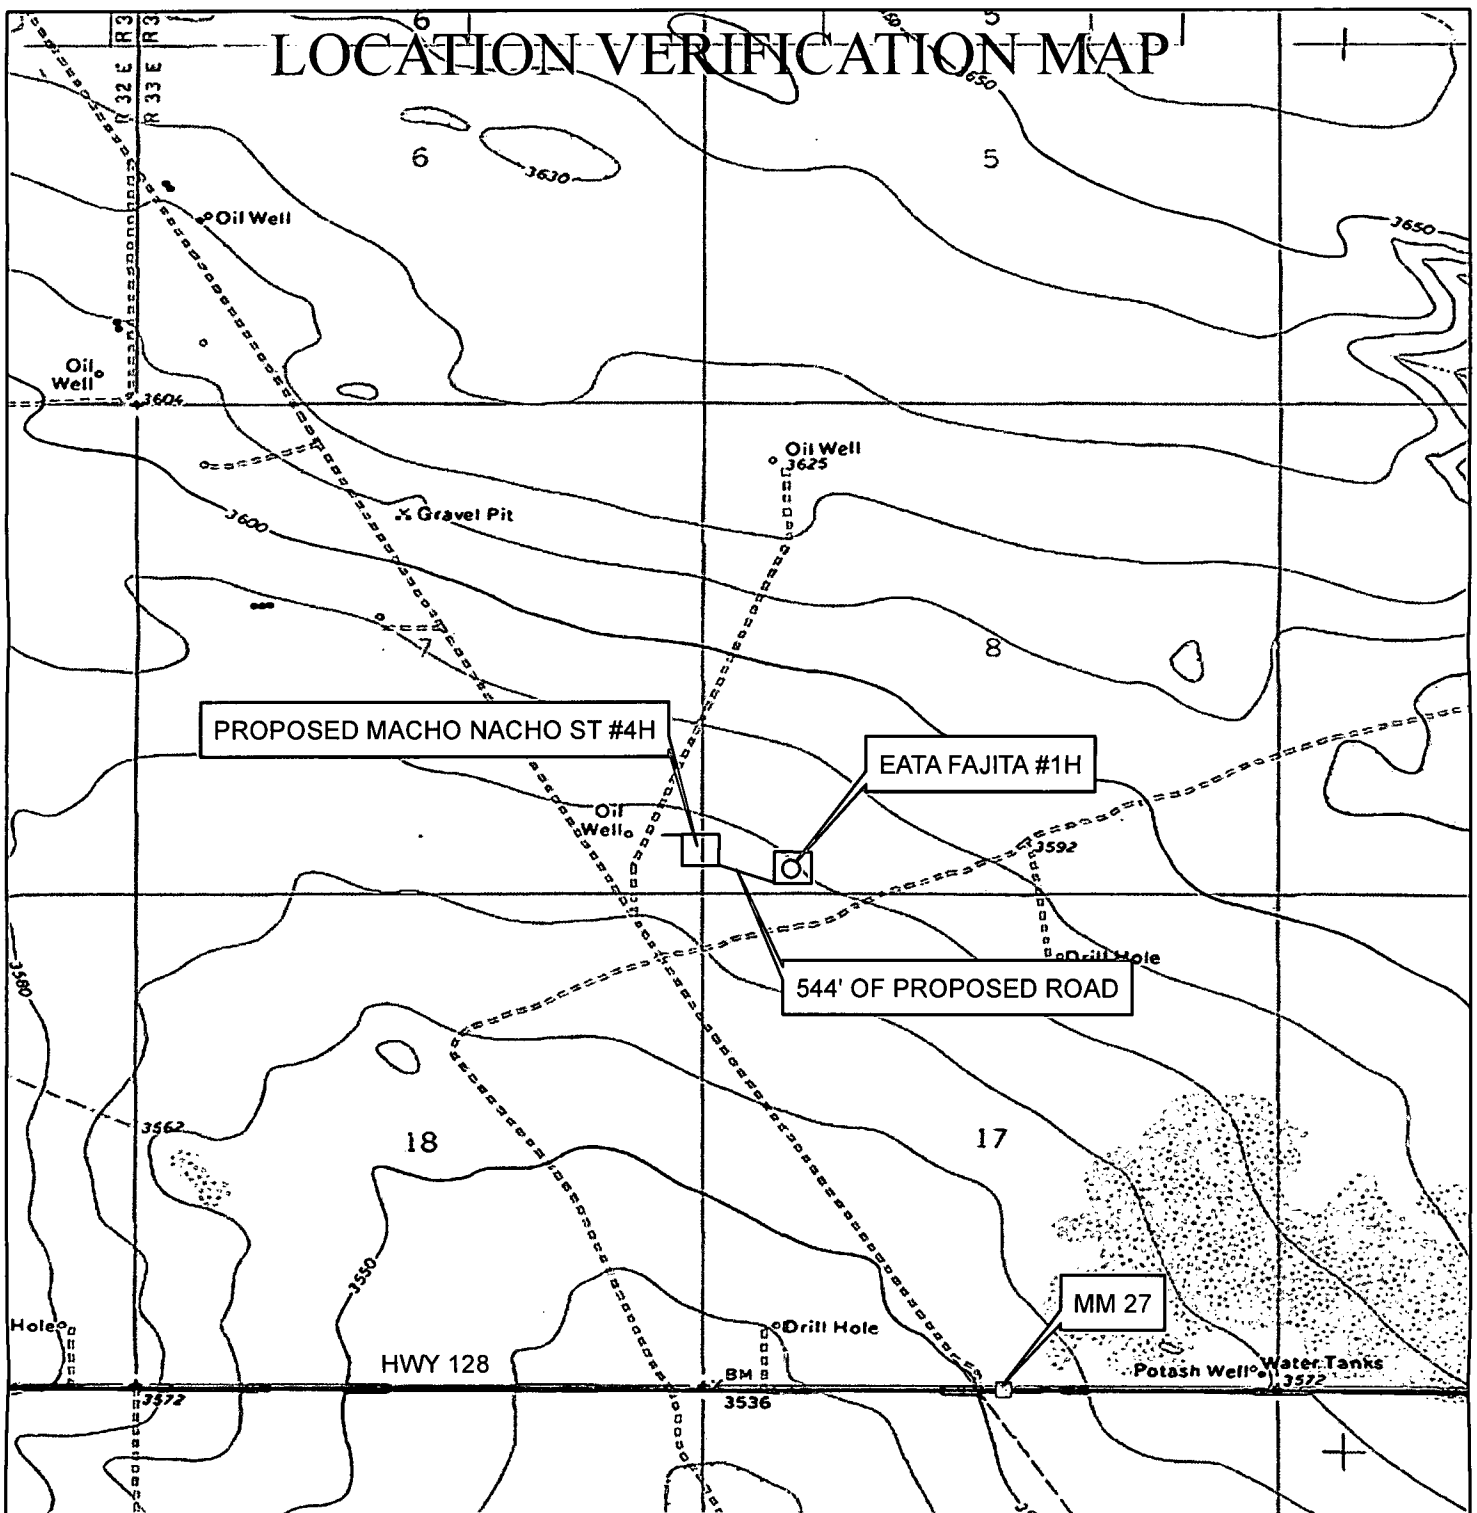 6
5
LOCATION VERIFICATION MAP
R 32 E
R 33 E
3650
6
5
3630
Oil Well
3650
Oil
Well
3604
Oil Well
3625
Gravel Pit
3600
7
8
PROPOSED MACHO NACHO ST #4H
EATA FAJITA #1H
Oil
Well
3592
Drill Hole
3580
544' OF PROPOSED ROAD
3562
18
17
3550
MM 27
Hole
Drill Hole
HWY 128
BM
Potash Well
Water Tanks
3572
3572
3536